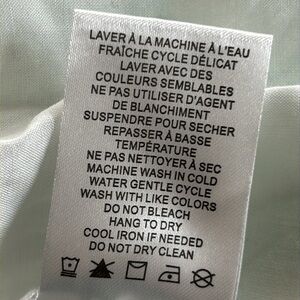 LAVER À LA MACHINE À L'EAU
FRAÎCHE CYCLE DÉLICAT
LAVER AVEC DES
COULEURS SEMBLABLES
NE PAS UTILISER D'AGENT
DE BLANCHIMENT
SUSPENDRE POUR SECHER
REPASSER À BASSE
TEMPÉRATURE
NE PAS NETTOYER À SEC
MACHINE WASH IN COLD
WATER GENTLE CYCLE
WASH WITH LIKE COLORS
DO NOT BLEACH
HANG TO DRY
COOL IRON IF NEEDED
DO NOT DRY CLEAN